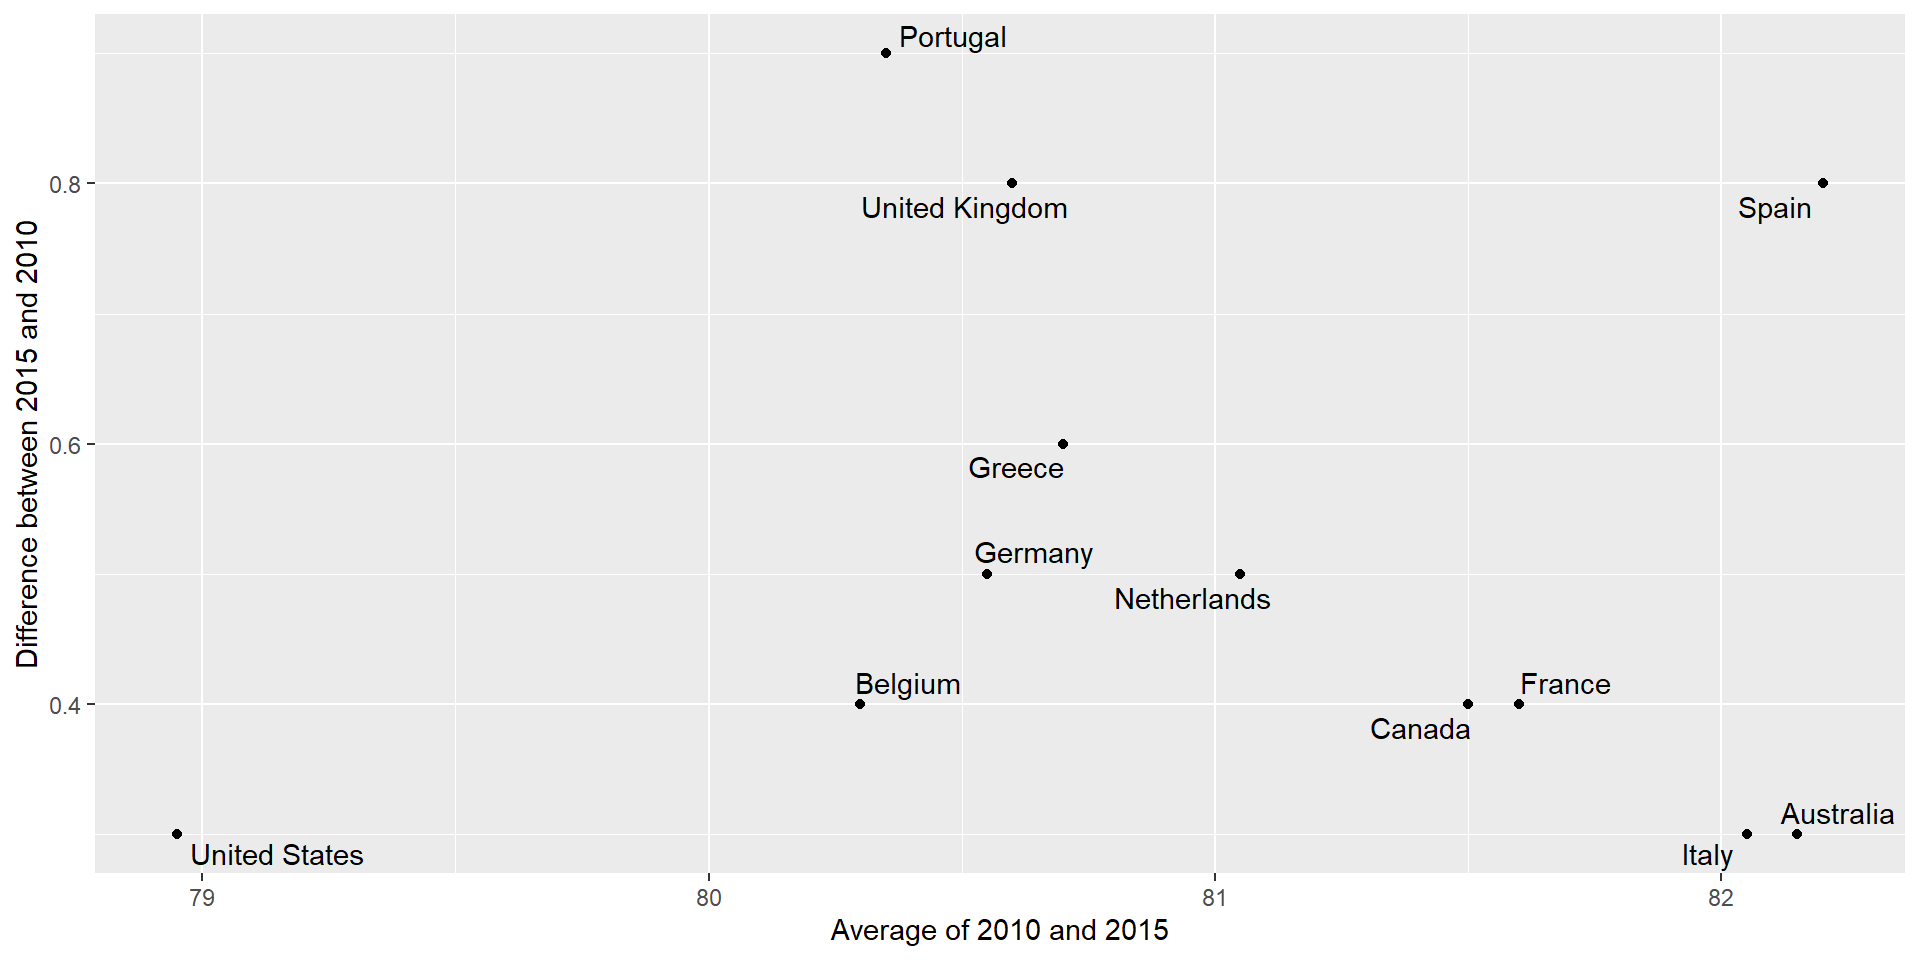 Portugal
0.8
United Kingdom
Spain
Difference between 2015 and 2010
0.6
Greece
Germany
Netherlands
0.4
Belgium
France
Canada
Australia
United States
Italy
79
80
81
82
Average of 2010 and 2015